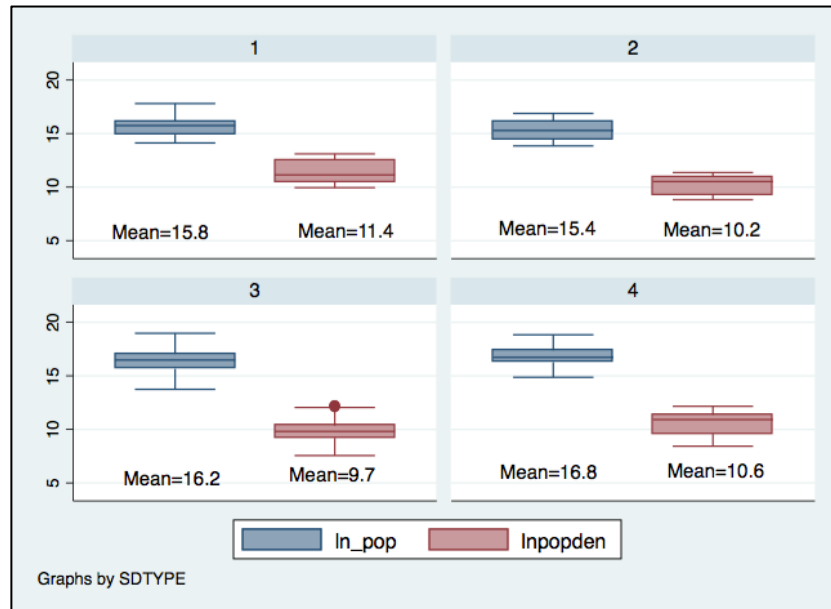 1
2
20
15
10
5
Mean=15.8
Mean=11.4
Mean=15.4
Mean=10.2
3
4
20
15
10
5
Mean=16.2
Mean=9.7
Mean=16.8
Mean=10.6
ln_pop
lnpopden
Graphs by SDTYPE